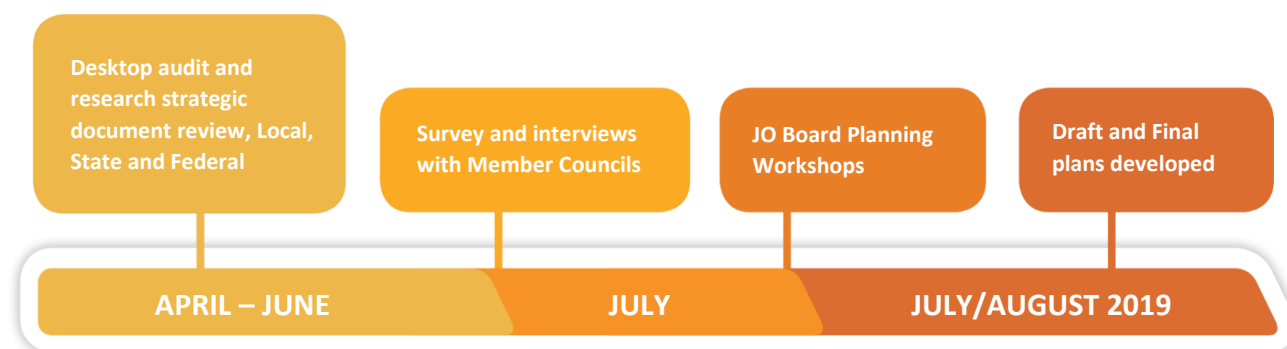 Desktop audit and
research strategic
document review, Local,
State and Federal
Survey and interviews
with Member Councils
JO Board Planning
Workshops
Draft and Final
plans developed
APRIL – JUNE
JULY
JULY/AUGUST 2019